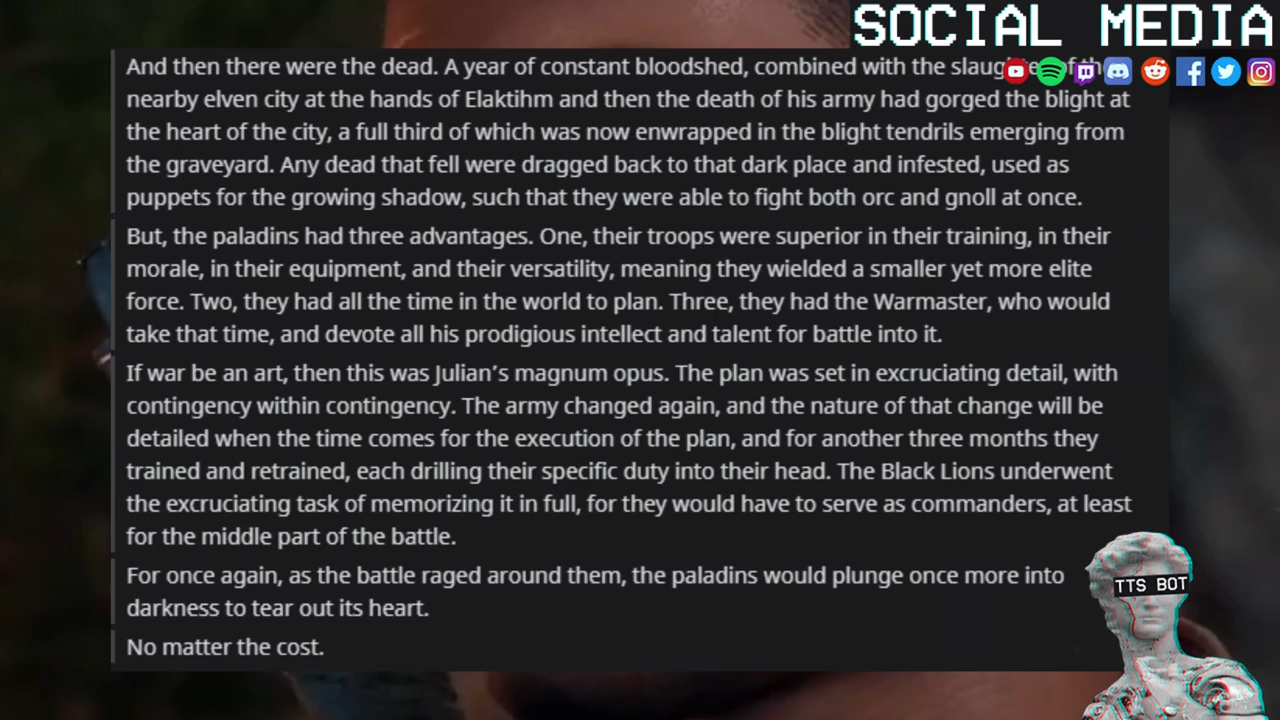 SOCIAL MEDIA
And then there were the dead. A year of constant bloodshed, combined with the
nearby elven city at the hands of Elaktihm and then the death of his army had gorged the blight at
the heart of the city, a full third of which was now enwrapped in the blight tendrils emerging from
the graveyard. Any dead that fell were dragged back to that dark place and infested, used as
puppets for the growing shadow, such that they were able to fight both orc and gnoll at once.
But, the paladins had three advantages. One, their troops were superior in their training, in their
morale, in their equipment, and their versatility, meaning they wielded a smaller yet more elite
force. Two, they had all the time in the world to plan. Three, they had the Warmaster, who would
take that time, and devote all his prodigious intellect and talent for battle into it.
If war be an art, then this was Julian’s magnum opus. The plan was set in excruciating detail, with
contingency within contingency. The army changed again, and the nature of that change will be
detailed when the time comes for the execution of the plan, and for another three months they
trained and retrained, each drilling their specific duty into their head. The Black Lions underwent
the excruciating task of memorizing it in full, for they would have to serve as commanders, at least
for the middle part of the battle.
For once again, as the battle raged around them, the paladins would plunge once more into
darkness to tear out its heart.
No matter the cost.
TTS BOT